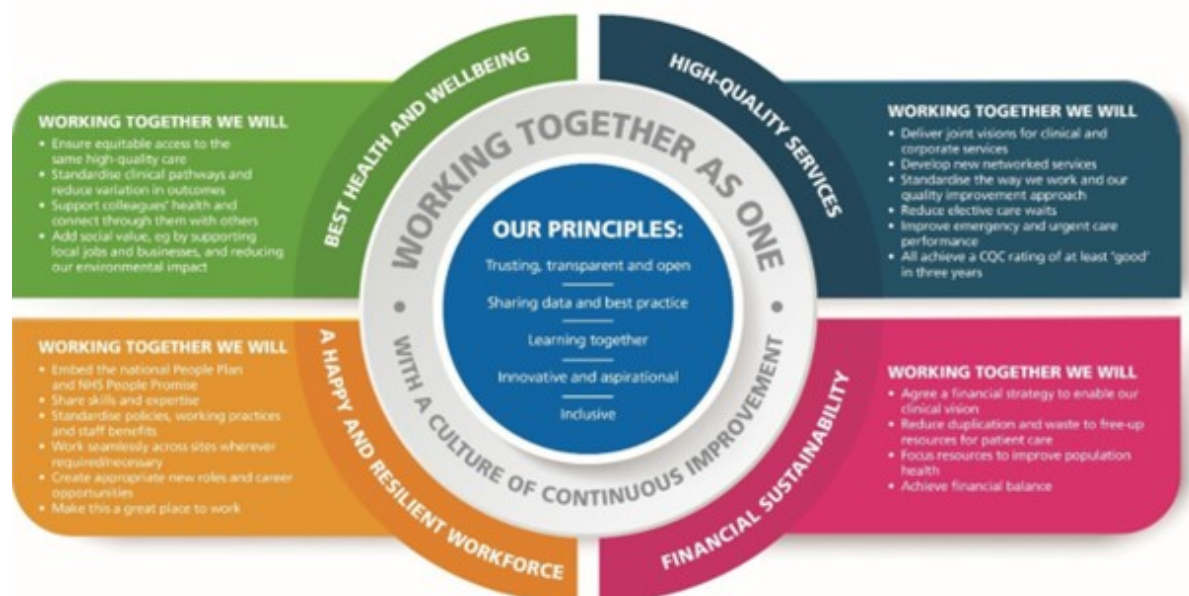 BEST HEALTH AND WELLBEING
WORKING TOGETHER WE WILL
• Ensure equitable access to the
same high-quality care
• Standardise clinical pathways and
reduce variation in outcomes
• Support colleagues' health and
connect through them with others
• Add social value, eg by supporting
local jobs and businesses, and reducing
our environmental impact
HIGH-QUALITY SERVICES
WORKING TOGETHER WE WILL
• Deliver joint visions for clinical and
corporate services
• Develop new networked services
• Standardise the way we work and our
quality improvement approach
• Reduce elective care waits
• Improve emergency and urgent care
performance
• All achieve a CQC rating of at least 'good'
in three years
WORKING TOGETHER AS ONE
• WITH A CULTURE OF CONTINUOUS IMPROVEMENT •
OUR PRINCIPLES:
Trusting, transparent and open
Sharing data and best practice
Learning together
Innovative and aspirational
Inclusive
A HAPPY AND RESILIENT WORKFORCE
WORKING TOGETHER WE WILL
• Embed the national People Plan
and NHS People Promise
• Share skills and expertise
• Standardise policies, working practices
and staff benefits
• Work seamlessly across sites wherever
required/necessary
• Create appropriate new roles and career
opportunities
• Make this a great place to work
FINANCIAL SUSTAINABILITY
WORKING TOGETHER WE WILL
• Agree a financial strategy to enable our
clinical vision
• Reduce duplication and waste to free-up
resources for patient care
• Focus resources to improve population
health
• Achieve financial balance